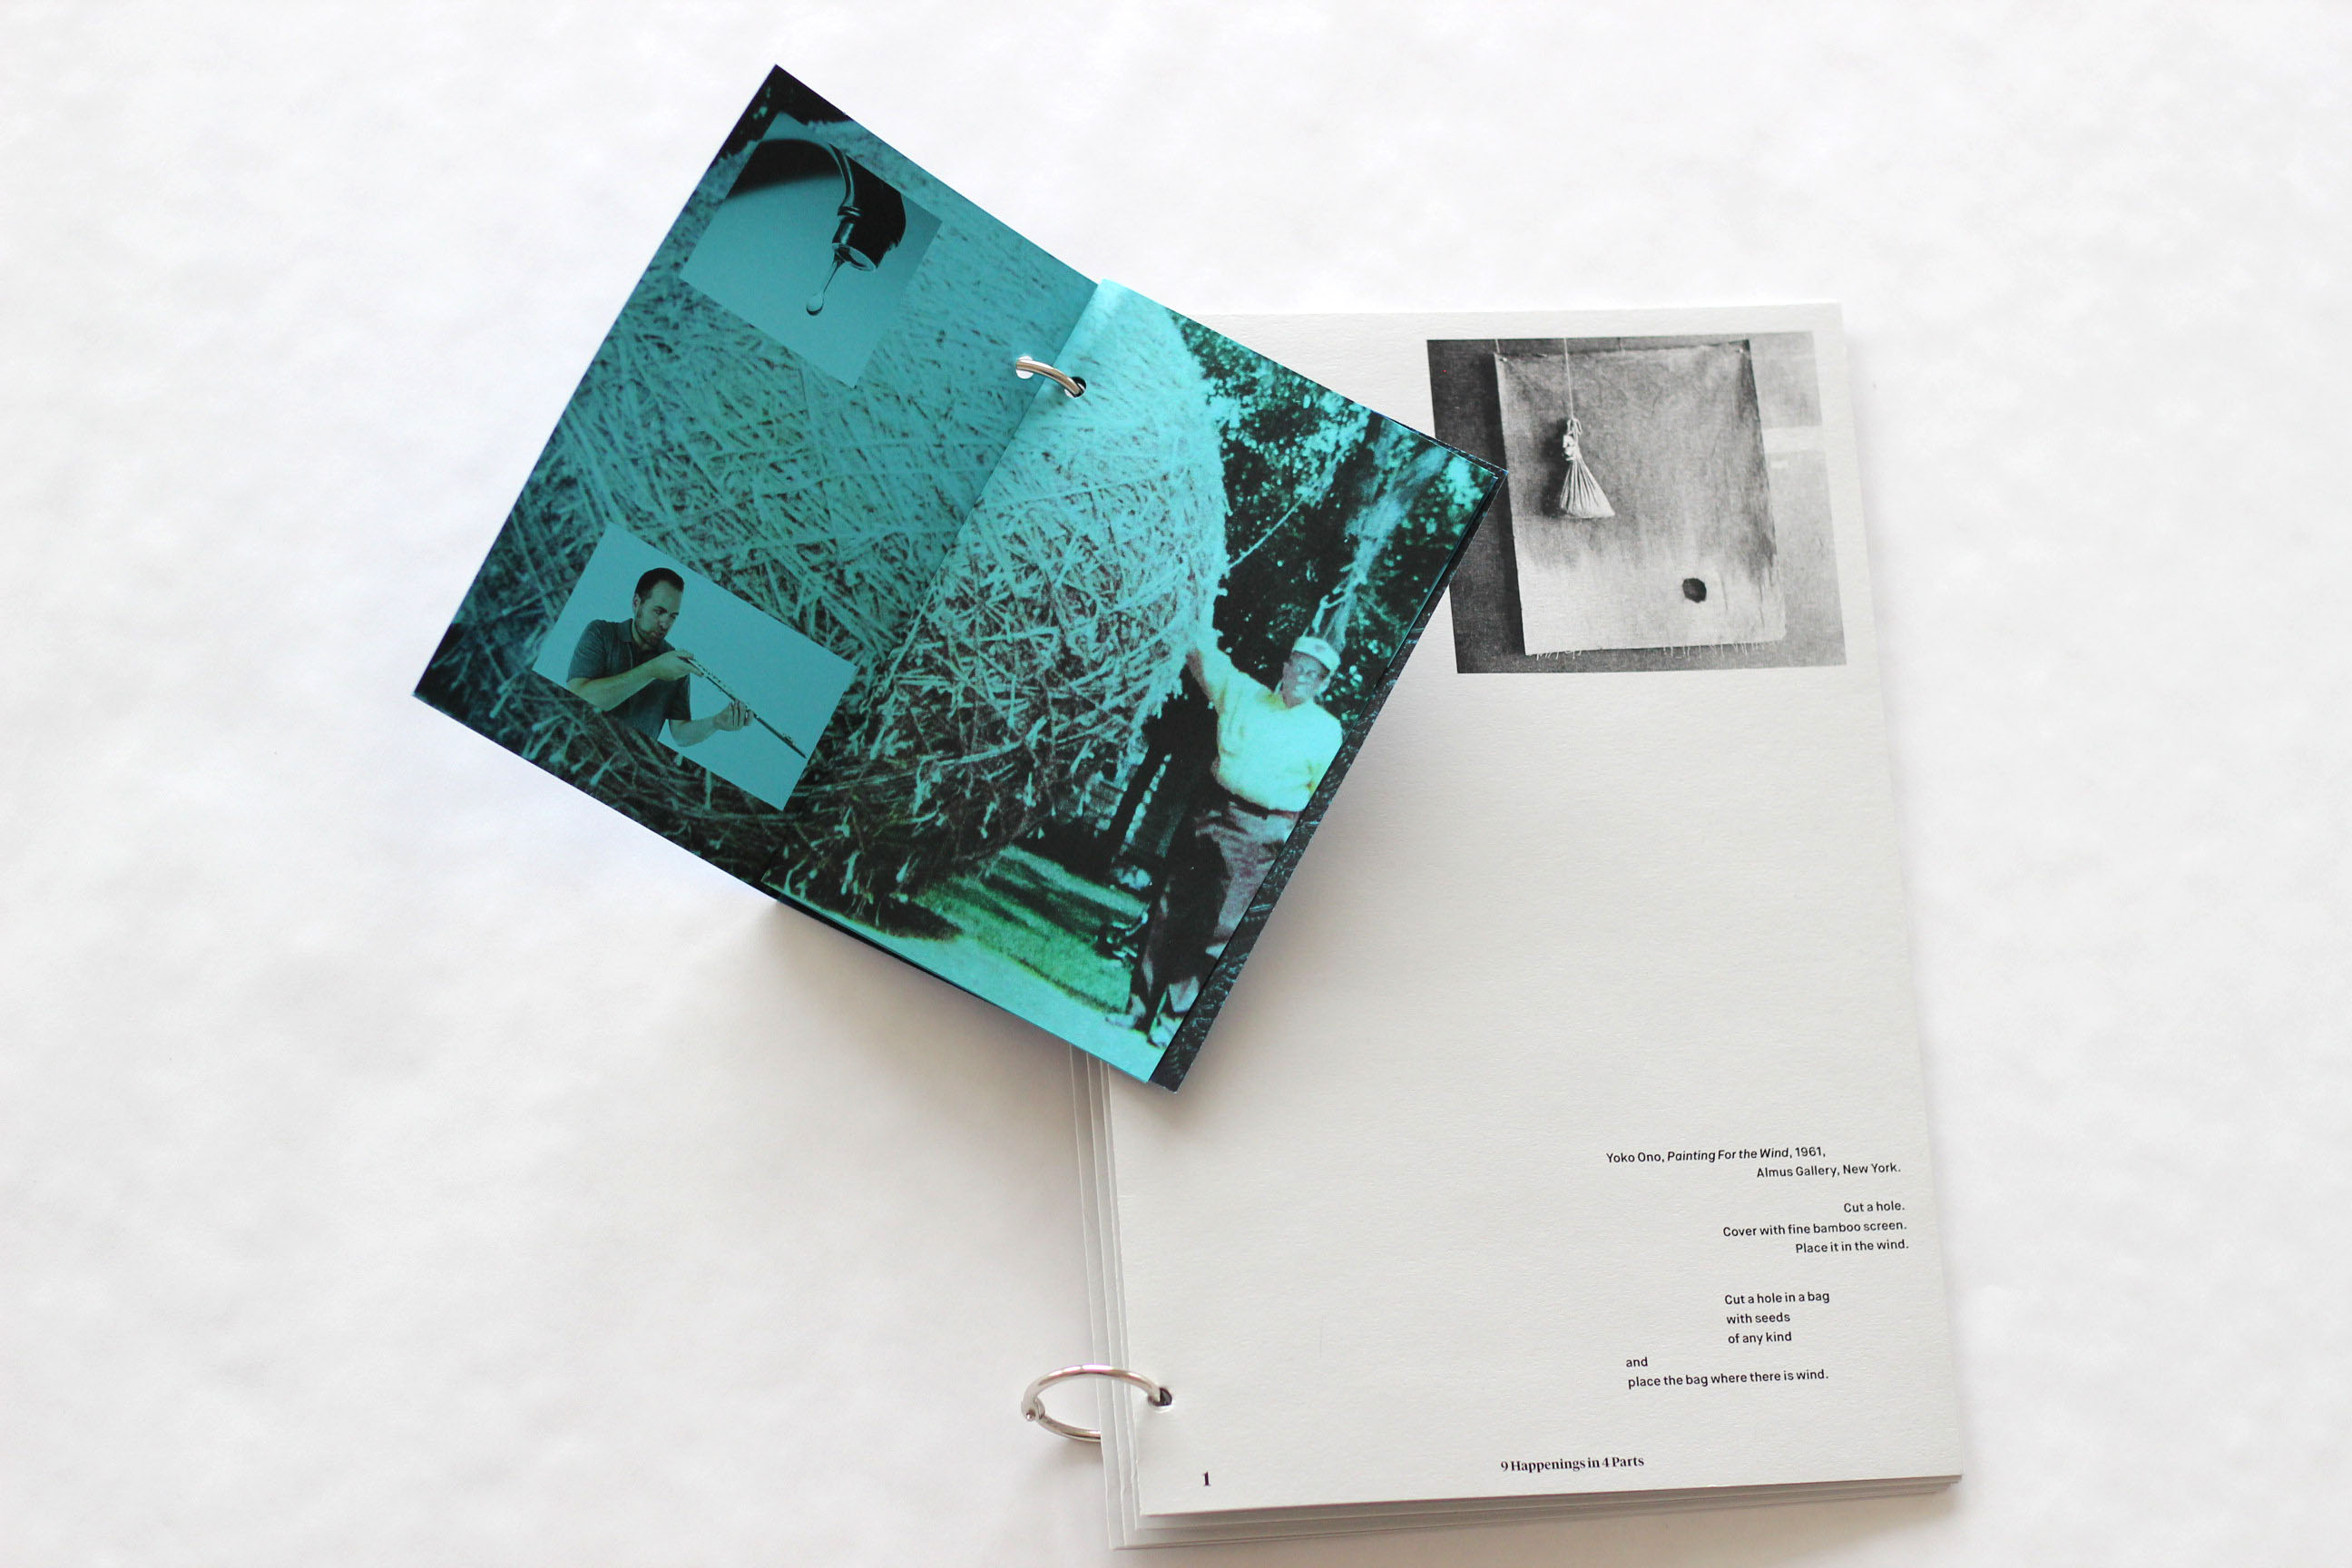 Yoko Ono, Painting For the Wind, 1961,
Almus Gallery, New York.
Cut a hole.
Cover with fine bamboo screen.
Place it in the wind.
Cut a hole in a bag
with seeds
of any kind
and
place the bag where there is wind.
1
9 Happenings in 4 Parts